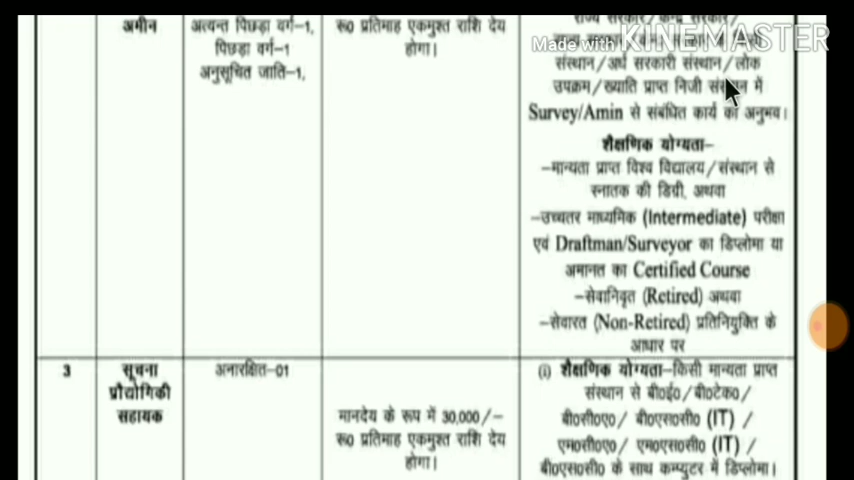 अमीन
अत्यन्त पिछड़ा वर्ग–1,
पिछड़ा वर्ग–1
अनुसूचित जाति–1,
रू0 प्रतिमाह एकमुश्त राशि देय
होगा।
राज्य सरकार/केन्द्र सरकार/
Made with KINEMASTER
संस्थान/अर्ध सरकारी संस्थान/लोक
उपक्रम/ख्याति प्राप्त निजी संस्थान में
Survey/Amin से संबंधित कार्य का अनुभव।
शैक्षणिक योग्यता–
–मान्यता प्राप्त विश्व विद्यालय/संस्थान से
स्नातक की डिग्री, अथवा
–उच्चतर माध्यमिक (Intermediate) परीक्षा
एवं Draftman/Surveyor का डिप्लोमा या
अमानत का Certified Course
–सेवानिवृत (Retired) अथवा
–सेवारत (Non-Retired) प्रतिनियुक्ति के
आधार पर
3
सूचना
प्रौद्योगिकी
सहायक
अनारक्षित–01
मानदेय के रूप में 30,000/–
रू0 प्रतिमाह एकमुश्त राशि देय
होगी।
(i) शैक्षणिक योग्यता–किसी मान्यता प्राप्त
संस्थान से बी0ई0/बी0टेक0/
बी0सी0ए0/ बी0एस0सी0 (IT) /
एम0सी0ए0/ एम0एस0सी0 (IT) /
बी0एस0सी0 के साथ कम्प्यूटर में डिप्लोमा।